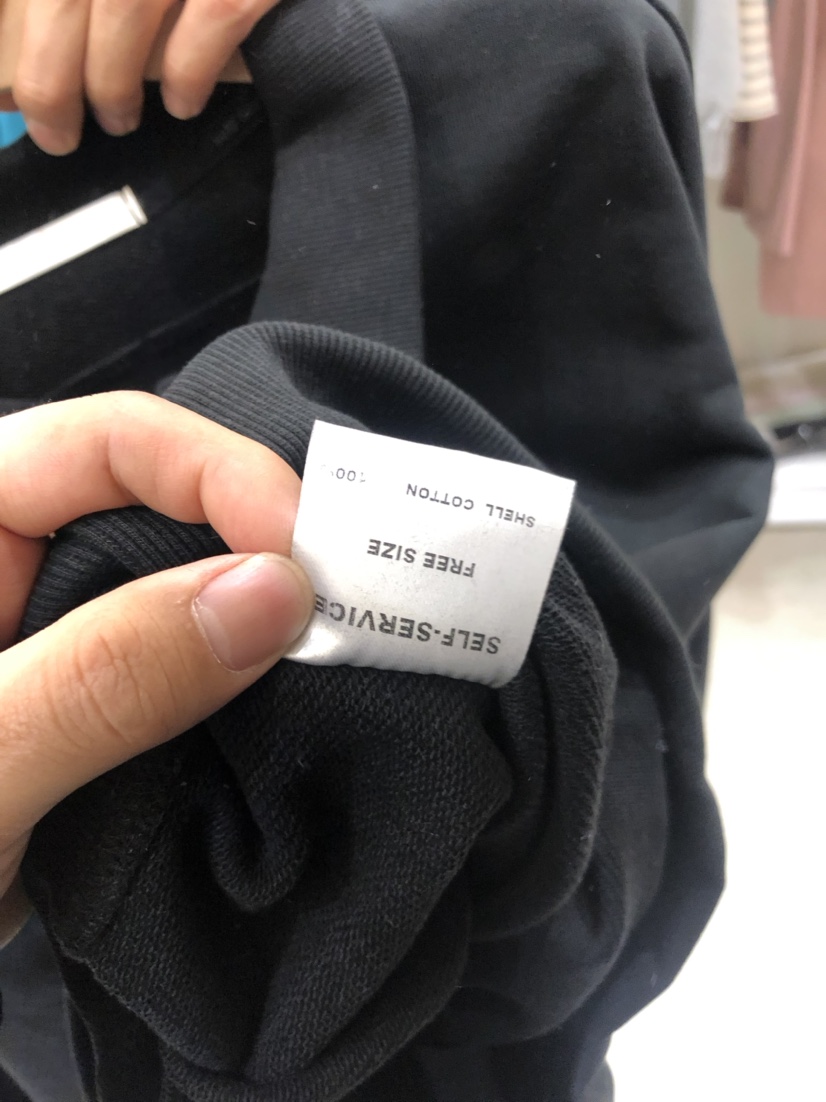 SELF-SERVICE
FREE SIZE
SHELL COTTON 100%